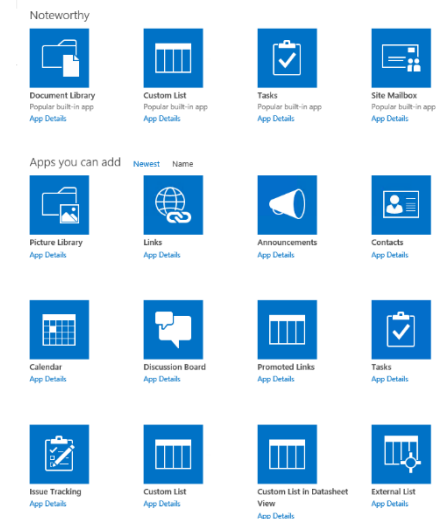 Noteworthy
Document Library
Popular built-in app
App Details
Custom List
Popular built-in app
App Details
Tasks
Popular built-in app
App Details
Site Mailbox
Popular built-in app
App Details
Apps you can add Newest Name
Picture Library
App Details
Links
App Details
Announcements
App Details
Contacts
App Details
Calendar
App Details
Discussion Board
App Details
Promoted Links
App Details
Tasks
App Details
Issue Tracking
App Details
Custom List
App Details
Custom List in Datasheet
View
App Details
External List
App Details